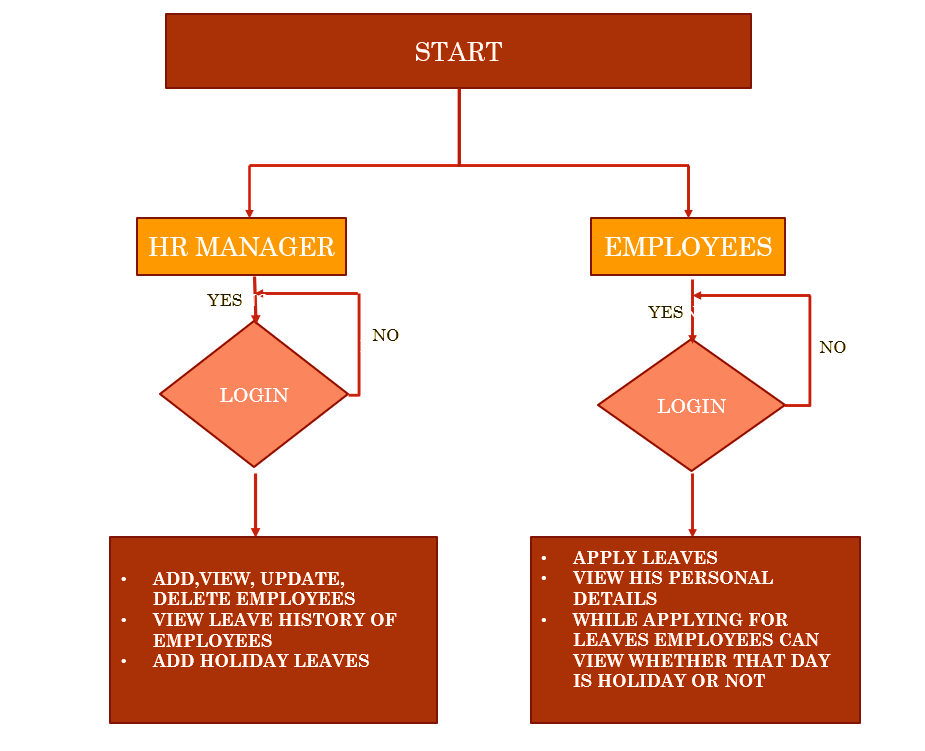 START
HR MANAGER
YES
NO
LOGIN
• ADD,VIEW, UPDATE,
DELETE EMPLOYEES
• VIEW LEAVE HISTORY OF
EMPLOYEES
• ADD HOLIDAY LEAVES
EMPLOYEES
YES
NO
LOGIN
• APPLY LEAVES
• VIEW HIS PERSONAL
DETAILS
• WHILE APPLYING FOR
LEAVES EMPLOYEES CAN
VIEW WHETHER THAT DAY
IS HOLIDAY OR NOT